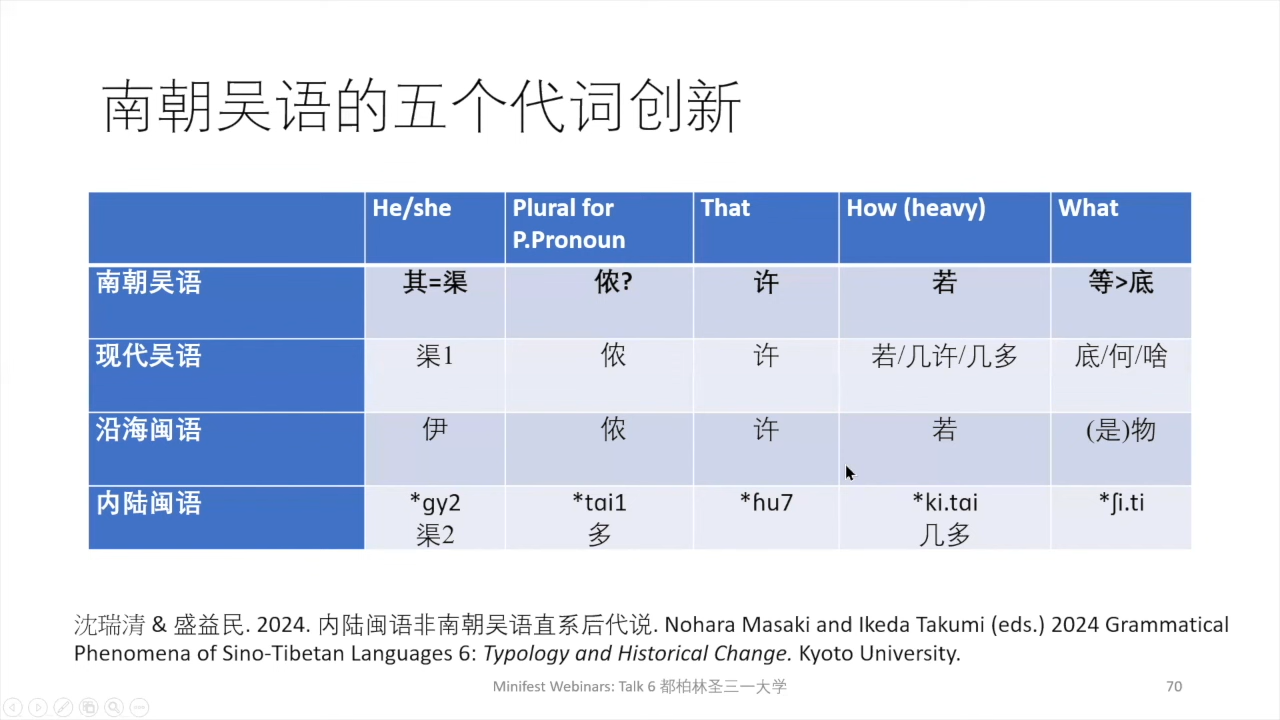 南朝吴语的五个代词创新
He/she Plural for P.Pronoun That How (heavy) What
南朝吴语 其=渠 侬? 许 若 等>底
现代吴语 渠1 侬 许 若/几许/几多 底/何/啥
沿海闽语 伊 侬 许 若 (是)物
内陆闽语 *gy2 渠2 *tɑi1 多 *ɦu7 *ki.tɑi 几多 *ʃi.ti
沈瑞清 & 盛益民. 2024. 内陆闽语非南朝吴语直系后代说. Nohara Masaki and Ikeda Takumi (eds.) 2024 Grammatical
Phenomena of Sino-Tibetan Languages 6: Typology and Historical Change. Kyoto University.
Minifest Webinars: Talk 6 都柏林圣三一大学 70